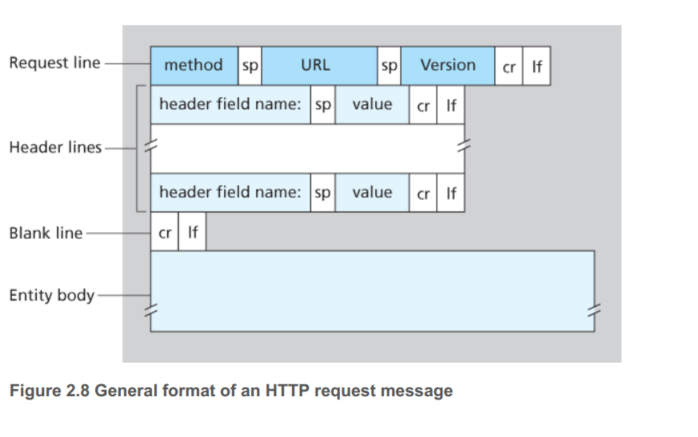 Request line method sp URL sp Version cr lf
header field name: sp value cr lf
Header lines
header field name: sp value cr lf
Blank line cr lf
Entity body
Figure 2.8 General format of an HTTP request message